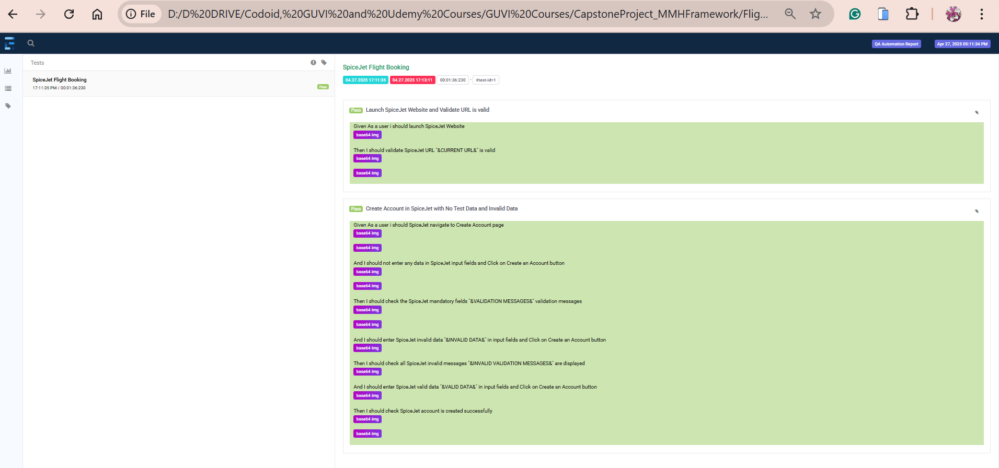 File
D:/D%20DRIVE/Codoid,%20GUVI%20and%20Udemy%20Courses/GUVI%20Courses/CapstoneProject_MMHFramework/Flig...
QA Automation Report
Apr 27, 2025 05:11:34 PM
Tests
SpiceJet Flight Booking
17:11:35 PM / 00:01:36:230
Pass
SpiceJet Flight Booking
04.27.2025 17:11:35 04.27.2025 17:13:11 00:01:36:230 · #test-id=1
Pass Launch SpiceJet Website and Validate URL is valid
Given As a user i should launch SpiceJet Website
base64 img
Then I should validate SpiceJet URL "&CURRENT URL&" is valid
base64 img
base64 img
Pass Create Account in SpiceJet with No Test Data and Invalid Data
Given As a user i should SpiceJet navigate to Create Account page
base64 img
base64 img
And I should not enter any data in SpiceJet input fields and Click on Create an Account button
base64 img
base64 img
Then I should check the SpiceJet mandatory fields "&VALIDATION MESSAGES&" validation messages
base64 img
base64 img
And I should enter SpiceJet invalid data "&INVALID DATA&" in input fields and Click on Create an Account button
base64 img
Then I should check all SpiceJet invalid messages "&INVALID VALIDATION MESSAGES&" are displayed
base64 img
And I should enter SpiceJet valid data "&VALID DATA&" in input fields and Click on Create an Account button
base64 img
Then I should check SpiceJet account is created successfully
base64 img
base64 img